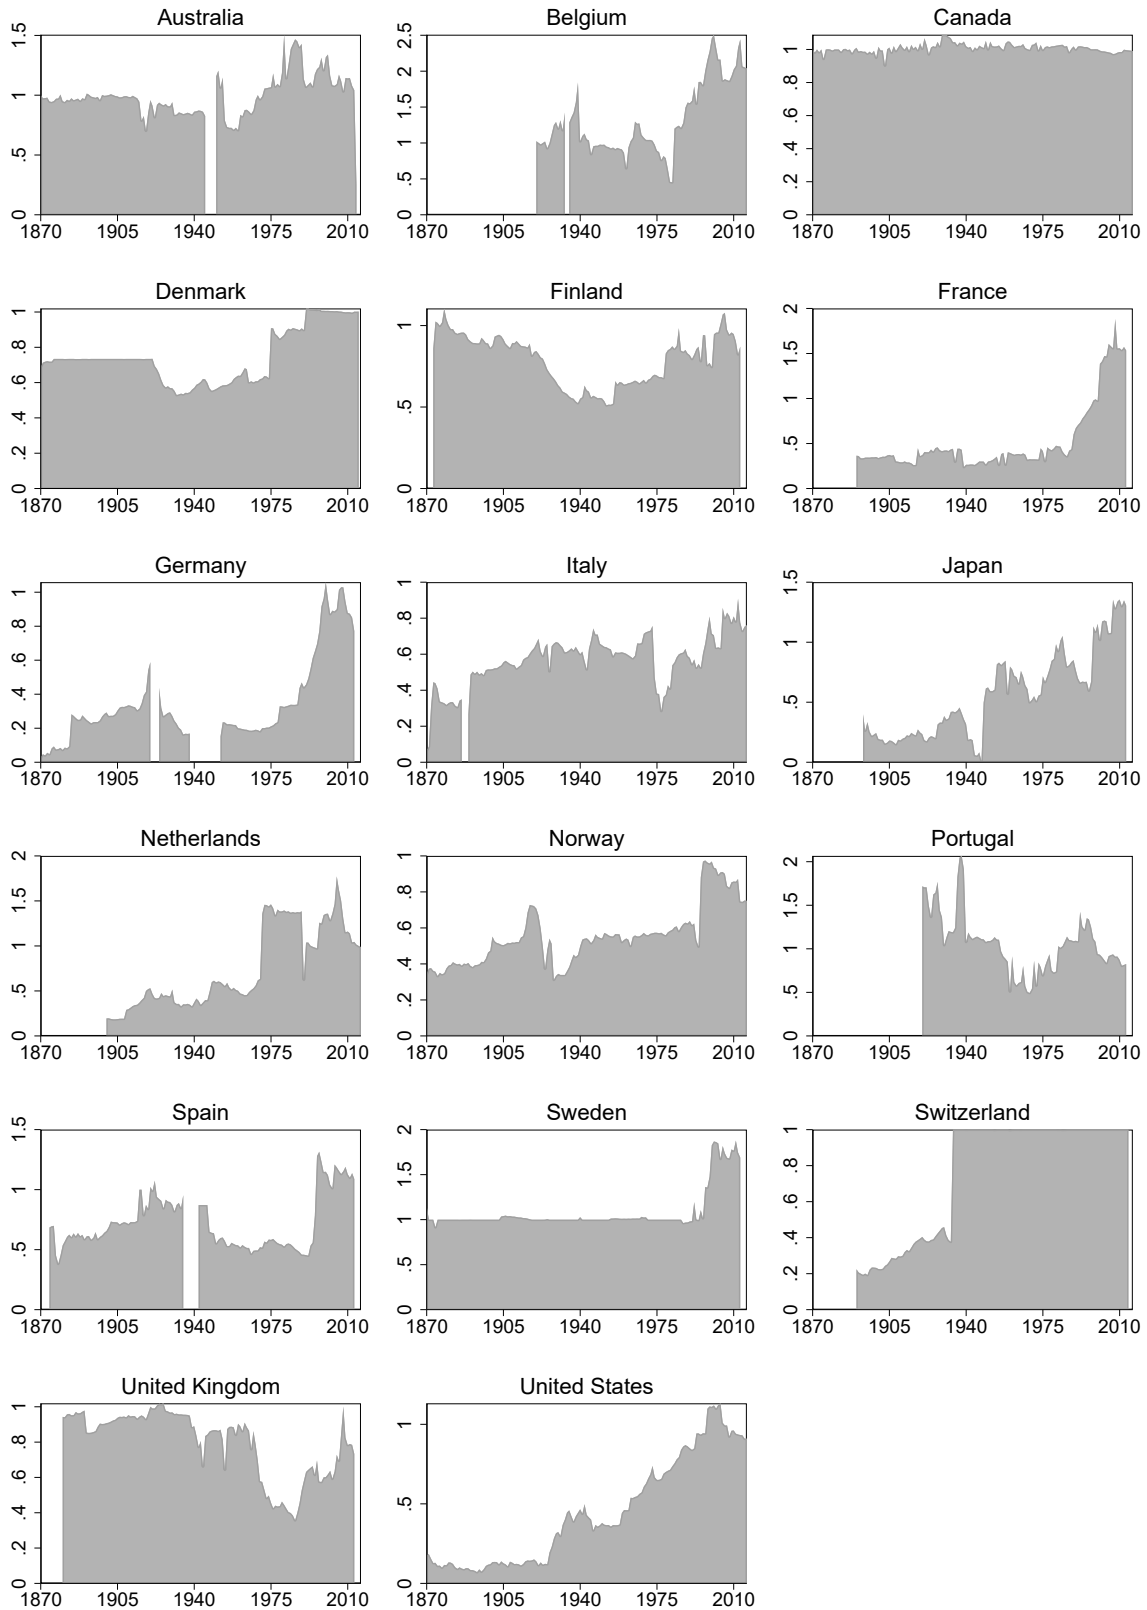 Australia
Belgium
Canada
0 .5 1 1.5
0 .5 1 1.5 2 2.5
0 .2 .4 .6 .8 1
1870 1905 1940 1975 2010
1870 1905 1940 1975 2010
1870 1905 1940 1975 2010
Denmark
Finland
France
0 .2 .4 .6 .8 1
0 .5 1
0 .5 1 1.5 2
1870 1905 1940 1975 2010
1870 1905 1940 1975 2010
1870 1905 1940 1975 2010
Germany
Italy
Japan
0 .2 .4 .6 .8 1
0 .2 .4 .6 .8 1
0 .5 1 1.5
1870 1905 1940 1975 2010
1870 1905 1940 1975 2010
1870 1905 1940 1975 2010
Netherlands
Norway
Portugal
0 .5 1 1.5 2
0 .2 .4 .6 .8 1
0 .5 1 1.5 2
1870 1905 1940 1975 2010
1870 1905 1940 1975 2010
1870 1905 1940 1975 2010
Spain
Sweden
Switzerland
0 .5 1 1.5
0 .5 1 1.5 2
0 .2 .4 .6 .8 1
1870 1905 1940 1975 2010
1870 1905 1940 1975 2010
1870 1905 1940 1975 2010
United Kingdom
United States
0 .2 .4 .6 .8 1
0 .5 1
1870 1905 1940 1975 2010
1870 1905 1940 1975 2010